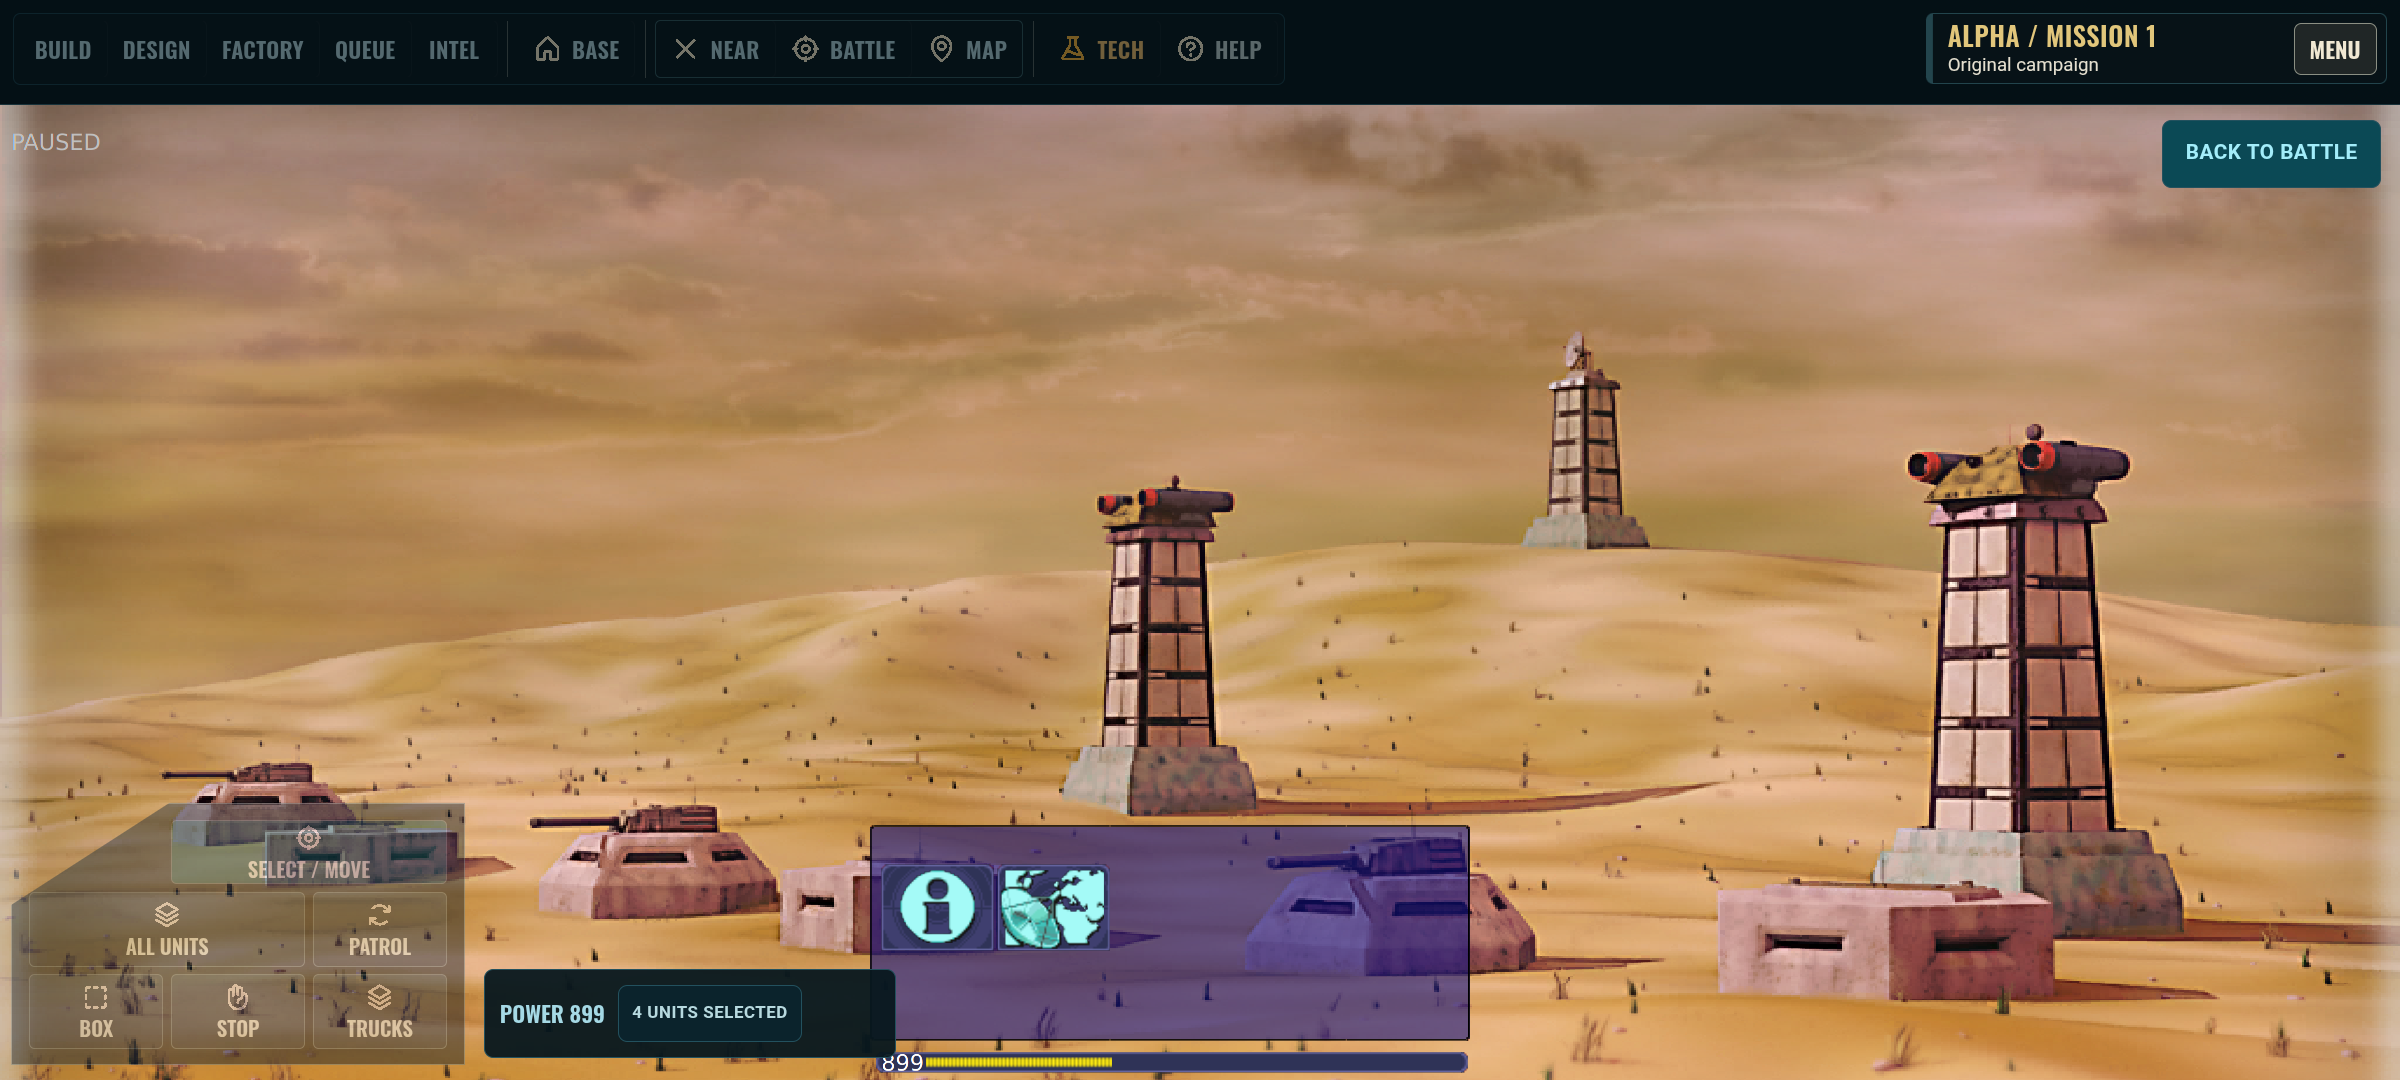 BUILD DESIGN FACTORY QUEUE INTEL BASE NEAR BATTLE MAP TECH HELP
ALPHA / MISSION 1
Original campaign
MENU
PAUSED
BACK TO BATTLE
SELECT / MOVE
ALL UNITS
PATROL
BOX
STOP
TRUCKS
POWER 899
4 UNITS SELECTED
899